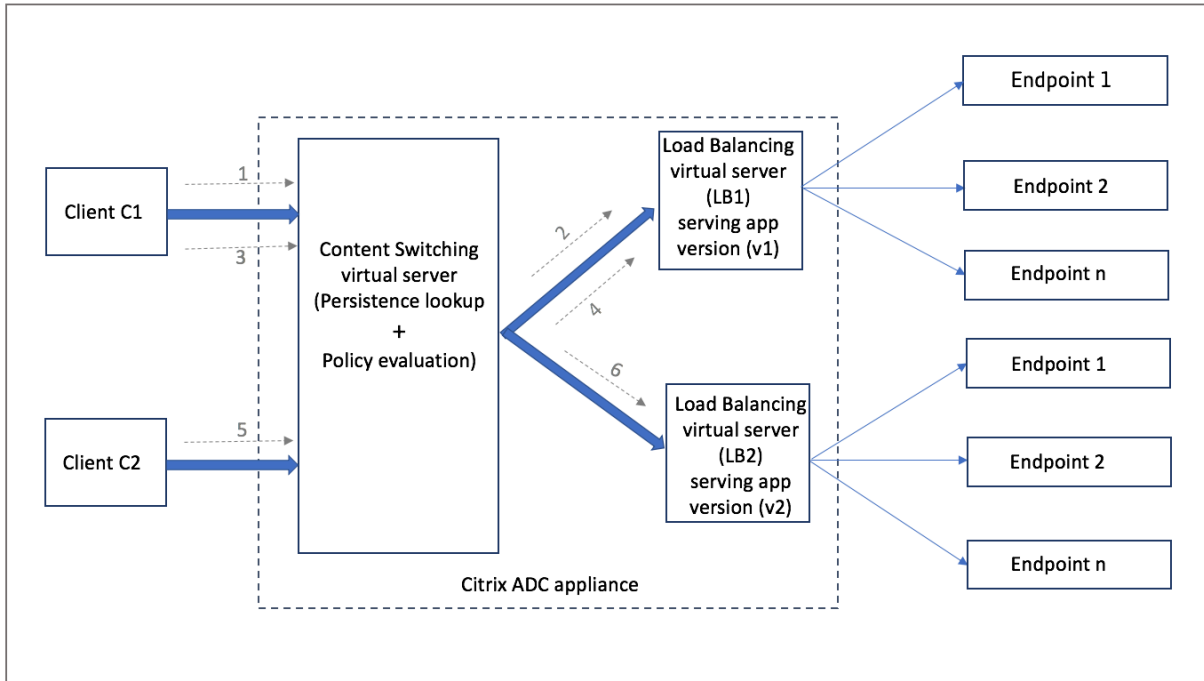 Client C1
1
3
Client C2
5
Content Switching
virtual server
(Persistence lookup
+
Policy evaluation)
2
4
6
Load Balancing
virtual server
(LB1)
serving app
version (v1)
Load Balancing
virtual server
(LB2)
serving app
version (v2)
Citrix ADC appliance
Endpoint 1
Endpoint 2
Endpoint n
Endpoint 1
Endpoint 2
Endpoint n